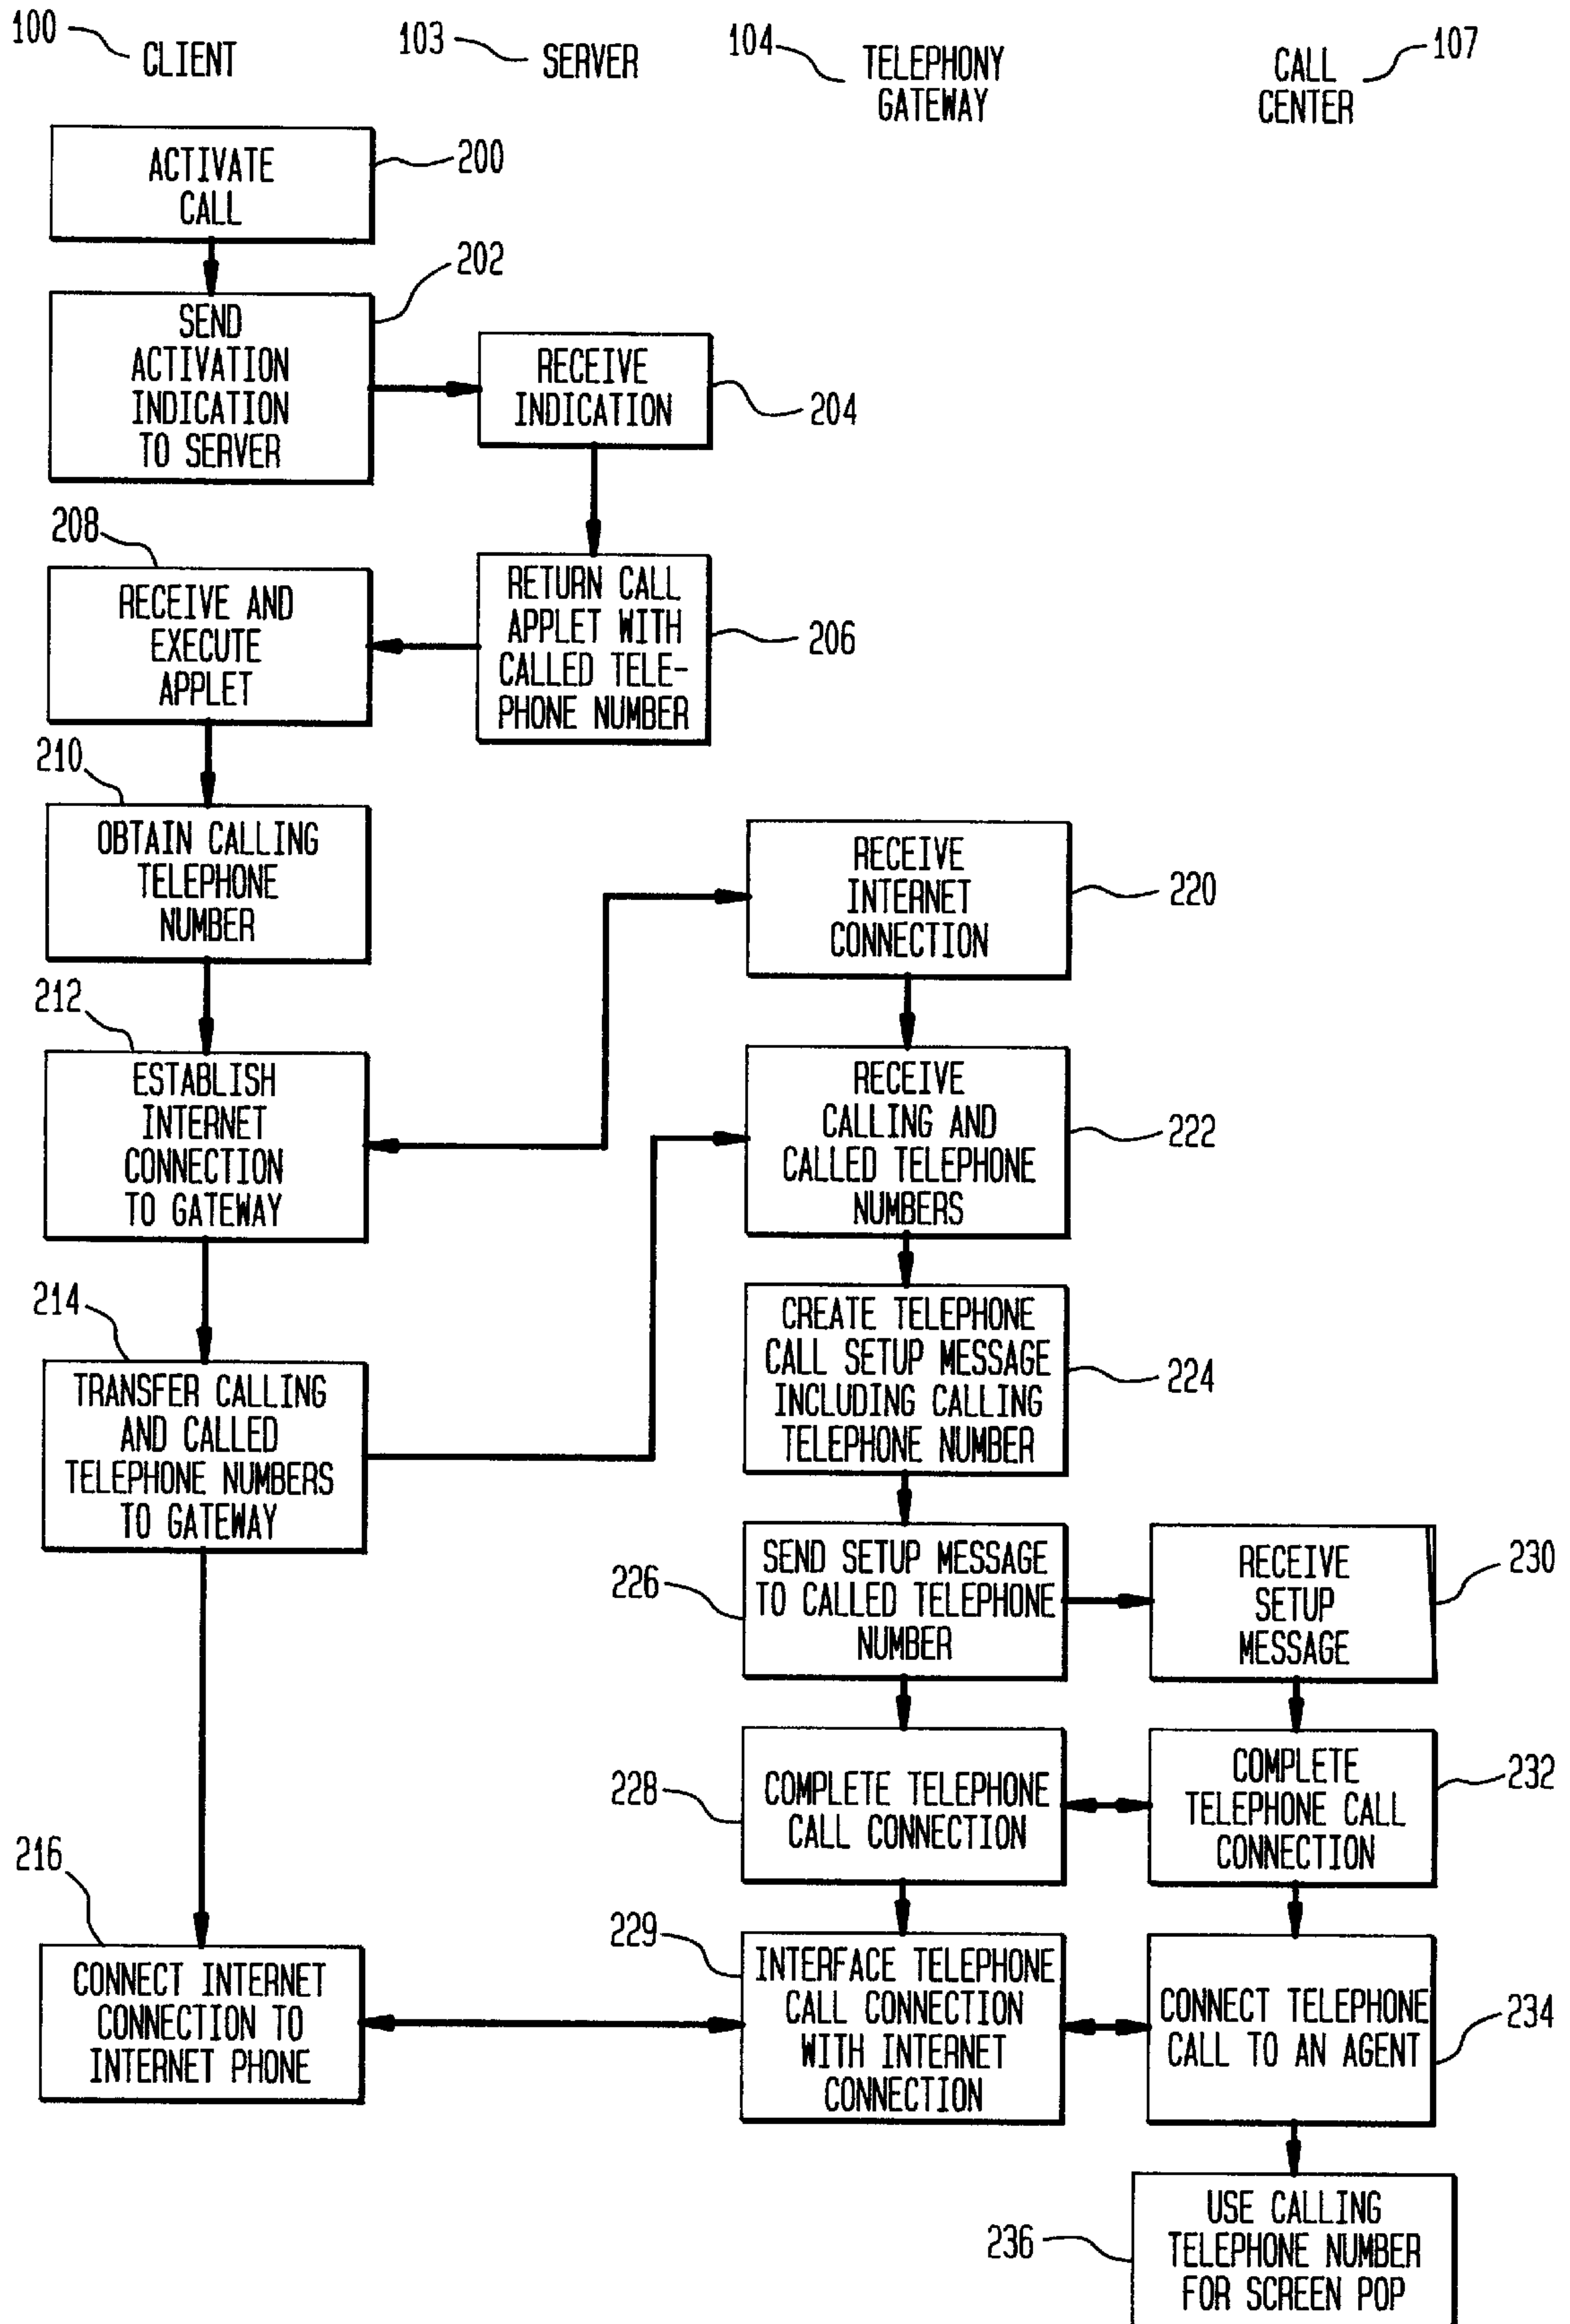 100
CLIENT
103
SERVER
104
TELEPHONY
GATEWAY
CALL
CENTER
107
ACTIVATE
CALL
200
SEND
ACTIVATION
INDICATION
TO SERVER
202
RECEIVE
INDICATION
204
RETURN CALL
APPLET WITH
CALLED TELE-
PHONE NUMBER
206
208
RECEIVE AND
EXECUTE
APPLET
210
OBTAIN CALLING
TELEPHONE
NUMBER
212
ESTABLISH
INTERNET
CONNECTION
TO GATEWAY
RECEIVE
INTERNET
CONNECTION
220
RECEIVE
CALLING AND
CALLED TELEPHONE
NUMBERS
222
214
TRANSFER CALLING
AND CALLED
TELEPHONE NUMBERS
TO GATEWAY
CREATE TELEPHONE
CALL SETUP MESSAGE
INCLUDING CALLING
TELEPHONE NUMBER
224
226
SEND SETUP MESSAGE
TO CALLED TELEPHONE
NUMBER
RECEIVE
SETUP
MESSAGE
230
228
COMPLETE TELEPHONE
CALL CONNECTION
COMPLETE
TELEPHONE CALL
CONNECTION
232
216
CONNECT INTERNET
CONNECTION TO
INTERNET PHONE
229
INTERFACE TELEPHONE
CALL CONNECTION
WITH INTERNET
CONNECTION
CONNECT TELEPHONE
CALL TO AN AGENT
234
236
USE CALLING
TELEPHONE NUMBER
FOR SCREEN POP